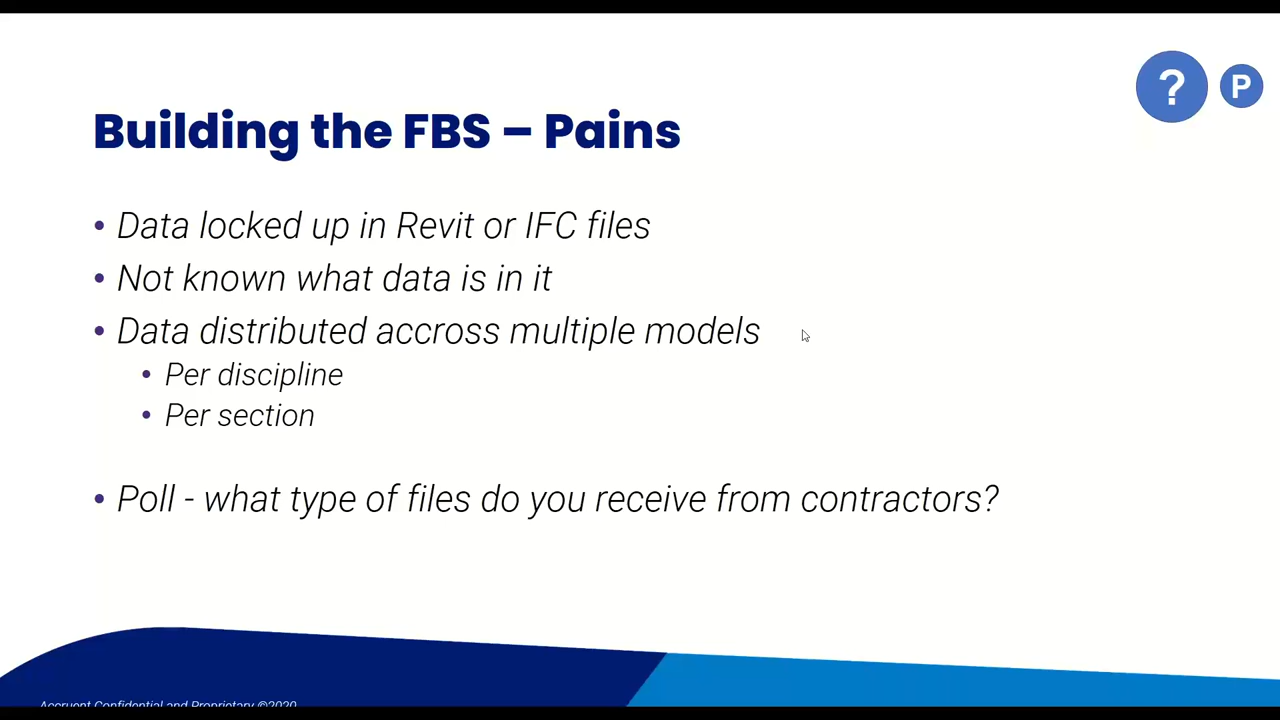 ? P
Building the FBS – Pains
• Data locked up in Revit or IFC files
• Not known what data is in it
• Data distributed accross multiple models
• Per discipline
• Per section
• Poll - what type of files do you receive from contractors?
Accruent Confidential and Proprietary ©2020